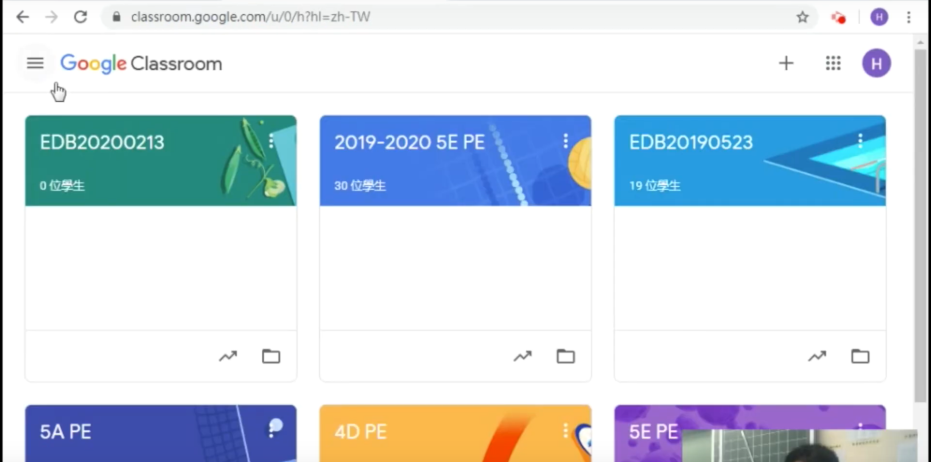 classroom.google.com/u/0/h?hl=zh-TW
H
Google Classroom
H
EDB20200213
0 位學生
2019-2020 5E PE
30 位學生
EDB20190523
19 位學生
5A PE
4D PE
5E PE